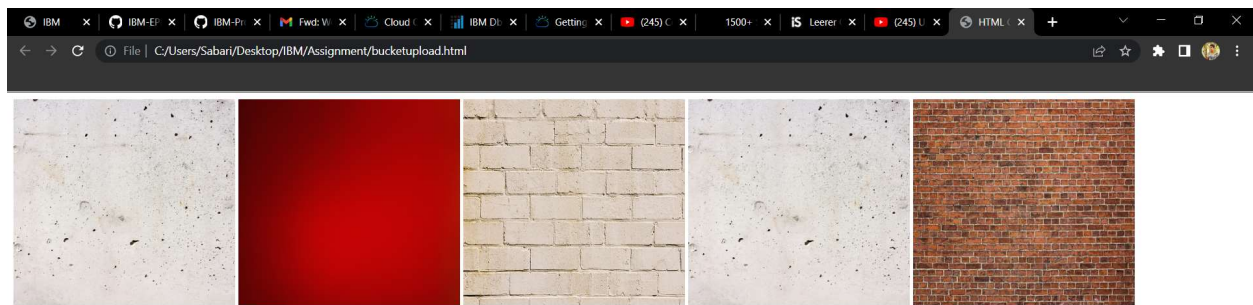 IBM IBM-EP IBM-Pr Fwd: W Cloud C IBM Db Getting (245) C 1500+ iS Leerer (245) U HTML
File C:/Users/Sabari/Desktop/IBM/Assignment/bucketupload.html